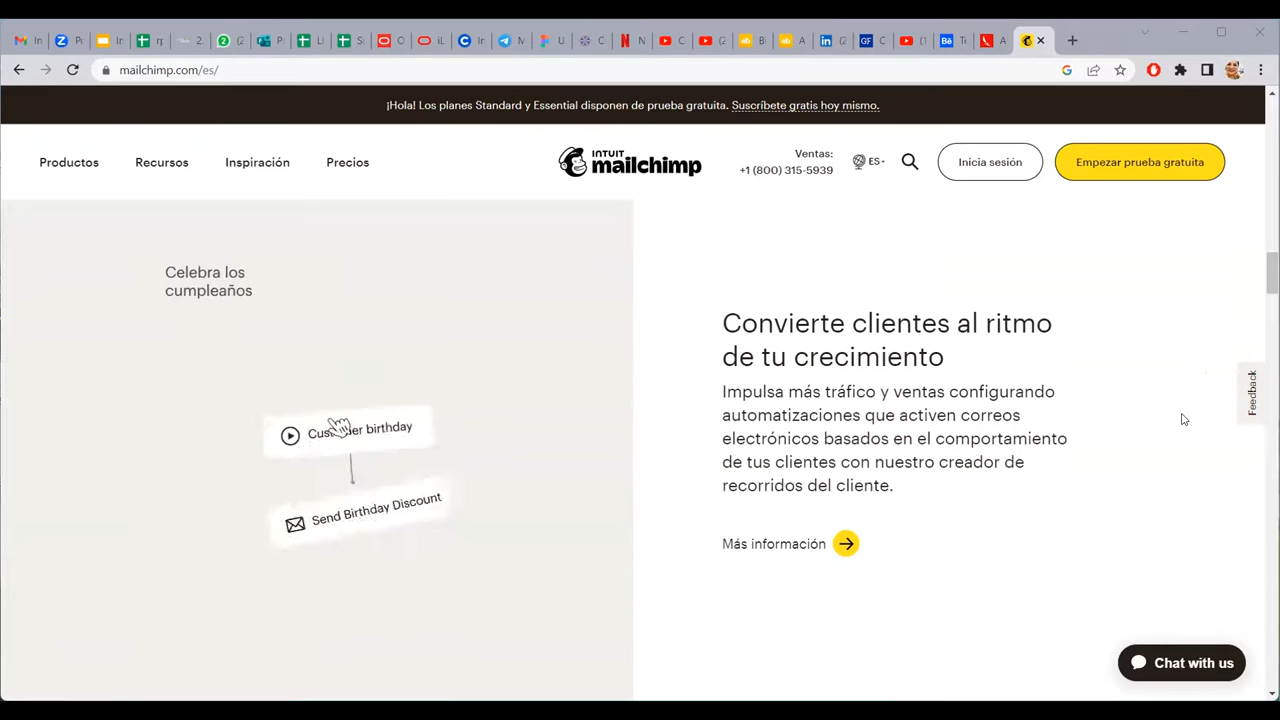 mailchimp.com/es/
¡Hola! Los planes Standard y Essential disponen de prueba gratuita. Suscríbete gratis hoy mismo.
Productos
Recursos
Inspiración
Precios
INTUIT
mailchimp
Ventas:
+1 (800) 315-5939
ES
Inicia sesión
Empezar prueba gratuita
Celebra los
cumpleaños
Customer birthday
Send Birthday Discount
Convierte clientes al ritmo
de tu crecimiento
Impulsa más tráfico y ventas configurando
automatizaciones que activen correos
electrónicos basados en el comportamiento
de tus clientes con nuestro creador de
recorridos del cliente.
Más información
Feedback
Chat with us